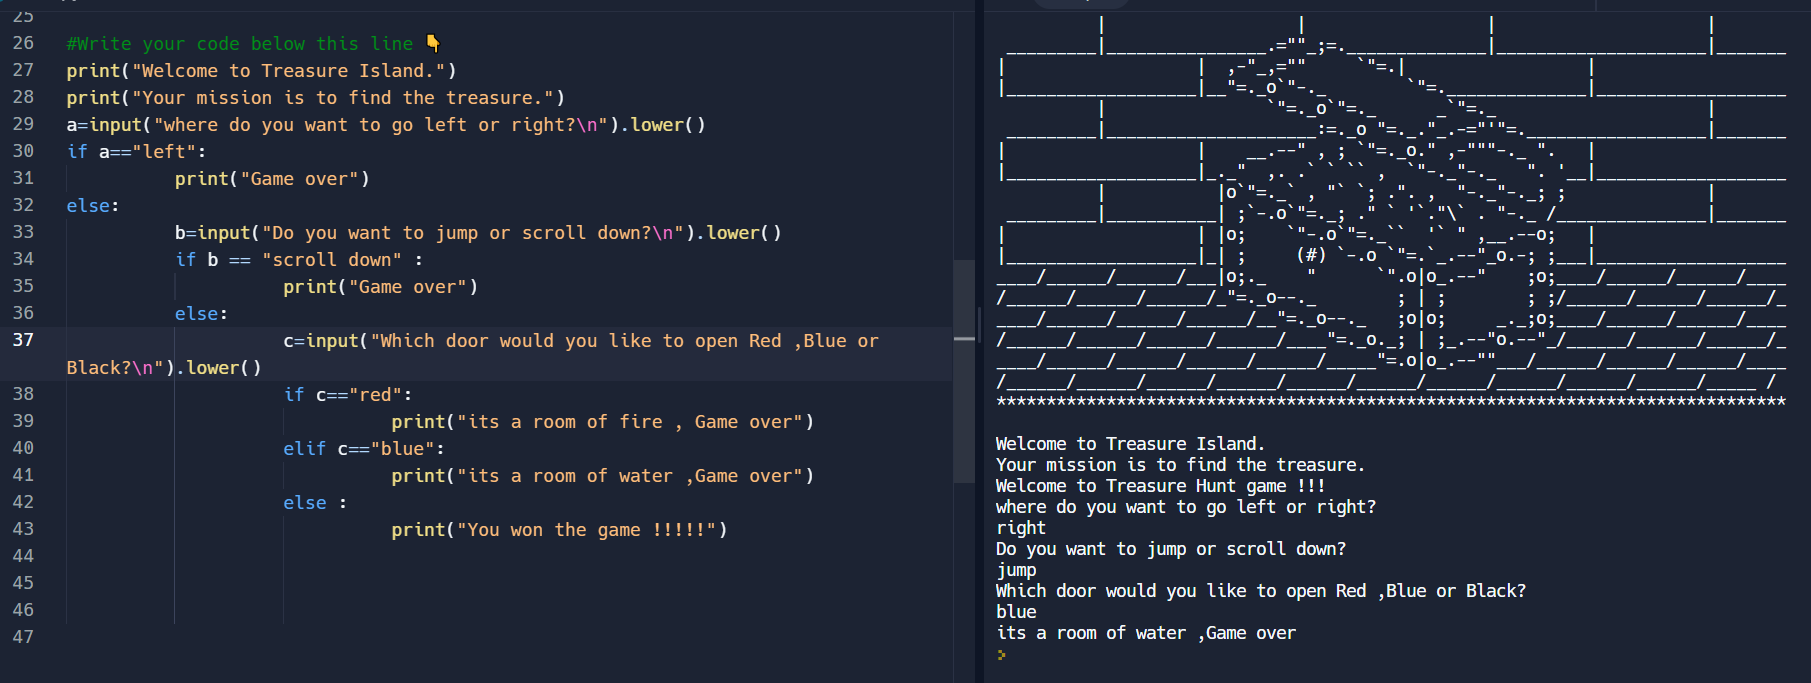 25
26 #Write your code below this line 👇
27 print("Welcome to Treasure Island.")
28 print("Your mission is to find the treasure.")
29 a=input("where do you want to go left or right?\n").lower()
30 if a=="left":
31 print("Game over")
32 else:
33 b=input("Do you want to jump or scroll down?\n").lower()
34 if b == "scroll down" :
35 print("Game over")
36 else:
37 c=input("Which door would you like to open Red ,Blue or
Black?\n").lower()
38 if c=="red":
39 print("its a room of fire , Game over")
40 elif c=="blue":
41 print("its a room of water ,Game over")
42 else :
43 print("You won the game !!!!!")
44
45
46
47
*******************************************************************************
Welcome to Treasure Island.
Your mission is to find the treasure.
Welcome to Treasure Hunt game !!!
where do you want to go left or right?
right
Do you want to jump or scroll down?
jump
Which door would you like to open Red ,Blue or Black?
blue
its a room of water ,Game over